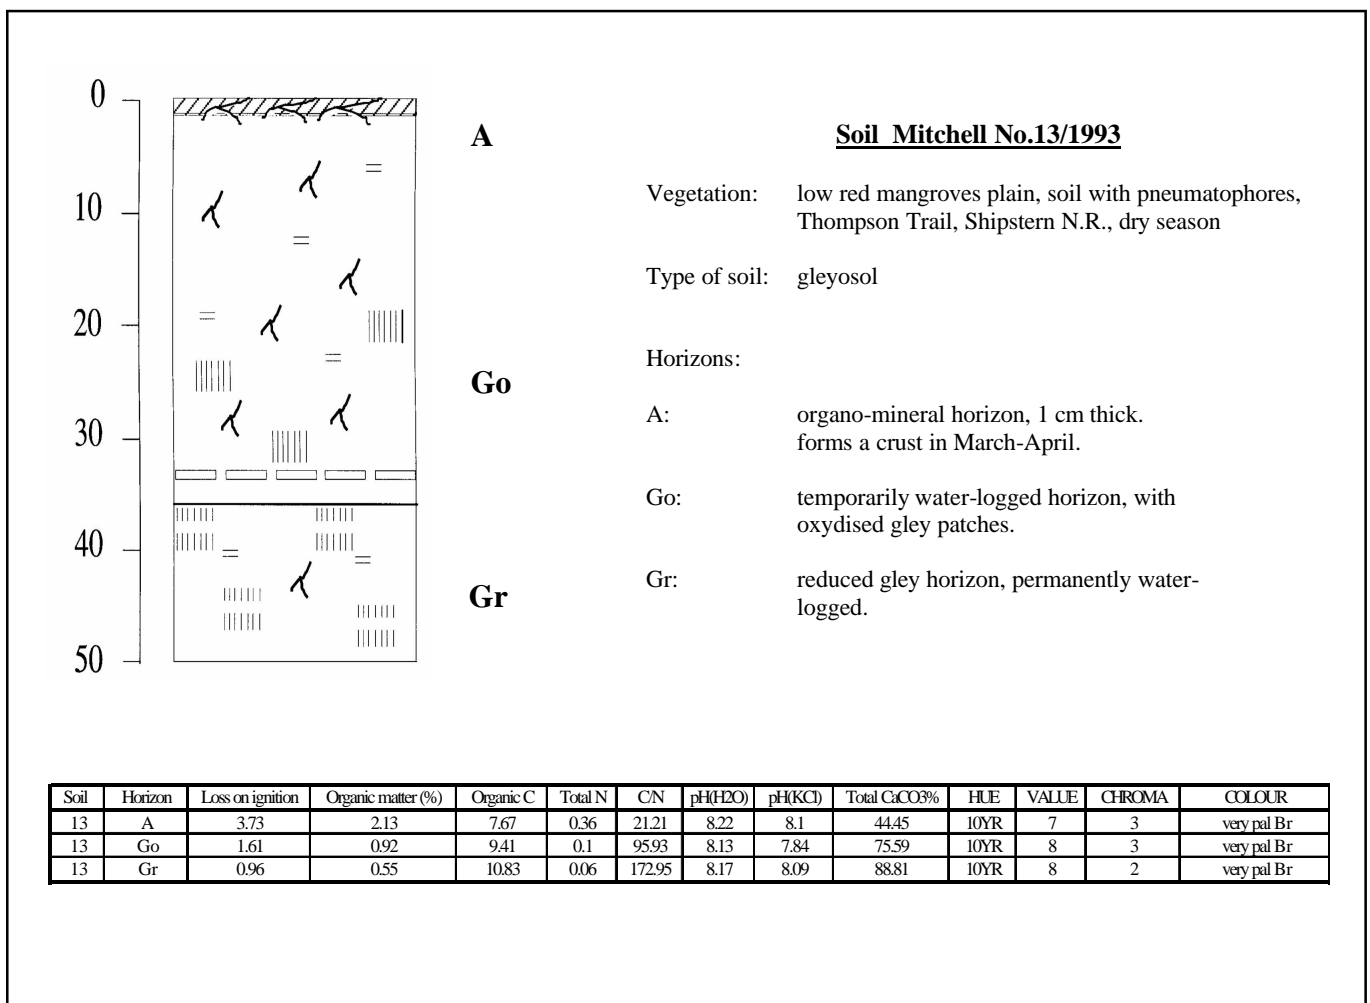 0
10
20
30
40
50
A
Go
Gr
Soil Mitchell No.13/1993
Vegetation: low red mangroves plain, soil with pneumatophores,
Thompson Trail, Shipstern N.R., dry season
Type of soil: gleyosol
Horizons:
A: organo-mineral horizon, 1 cm thick.
forms a crust in March-April.
Go: temporarily water-logged horizon, with
oxydised gley patches.
Gr: reduced gley horizon, permanently water-
logged.
Soil Horizon Loss on ignition Organic matter (%) Organic C Total N C/N pH(H2O) pH(KCl) Total CaCO3% HUE VALUE CHROMA COLOUR
13 A 3.73 2.13 7.67 0.36 21.21 8.22 8.1 44.45 10YR 7 3 very pal Br
13 Go 1.61 0.92 9.41 0.1 95.93 8.13 7.84 75.59 10YR 8 3 very pal Br
13 Gr 0.96 0.55 10.83 0.06 172.95 8.17 8.09 88.81 10YR 8 2 very pal Br